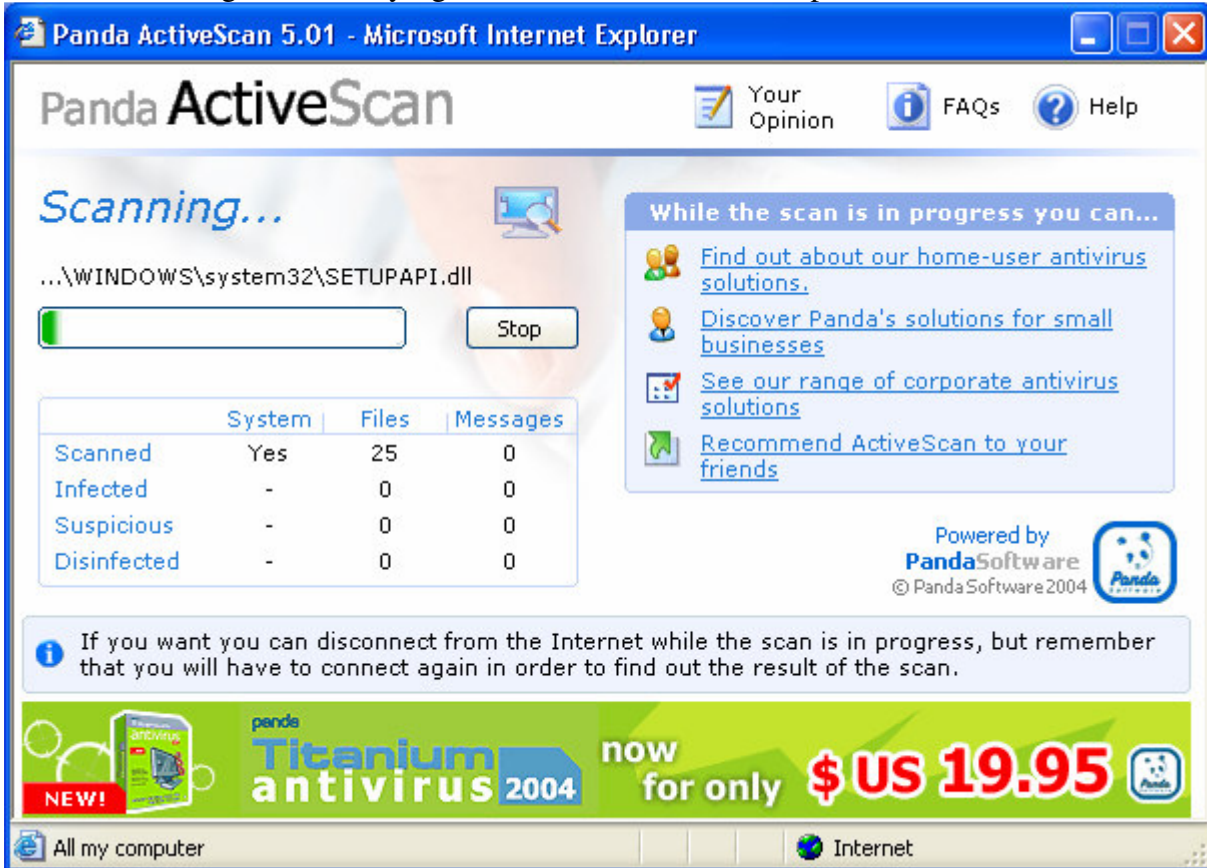 Panda ActiveScan 5.01 - Microsoft Internet Explorer
Panda ActiveScan
Your
Opinion
FAQs
Help
Scanning...
...\WINDOWS\system32\SETUPAPI.dll
Stop
System Files Messages
Scanned Yes 25 0
Infected - 0 0
Suspicious - 0 0
Disinfected - 0 0
While the scan is in progress you can...
Find out about our home-user antivirus
solutions.
Discover Panda's solutions for small
businesses
See our range of corporate antivirus
solutions
Recommend ActiveScan to your
friends
Powered by
PandaSoftware
© PandaSoftware2004
Panda
If you want you can disconnect from the Internet while the scan is in progress, but remember
that you will have to connect again in order to find out the result of the scan.
NEW!
antivirus
panda
Titanium
antivirus 2004
now
for only
$ US 19.95
All my computer
Internet